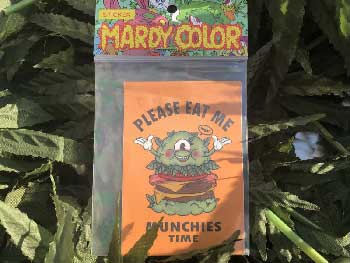 STICKER
MARDY COLOR
PLEASE EAT ME
MUNCHIES
TIME